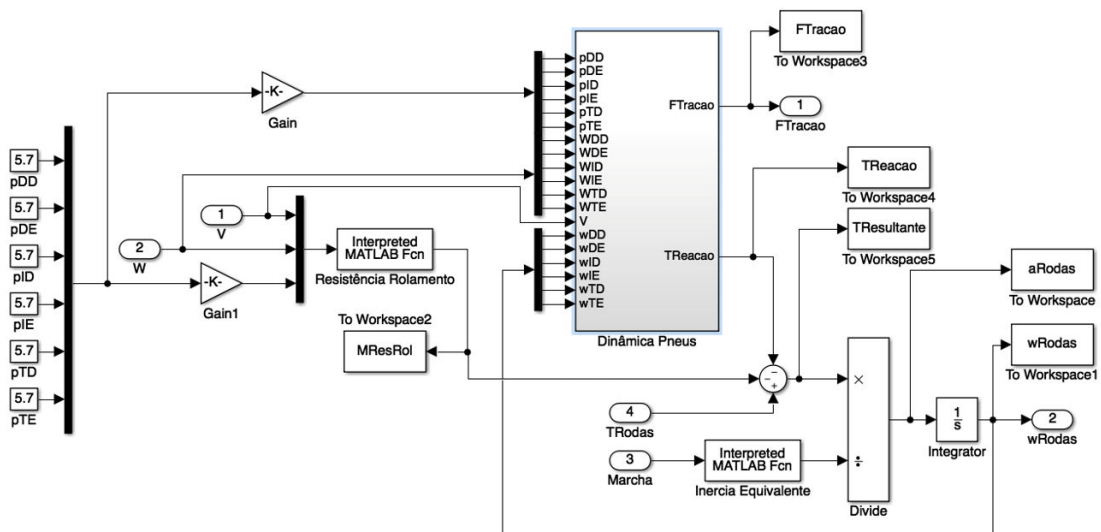 5.7
pDD
5.7
pDE
5.7
pID
5.7
pIE
5.7
pTD
5.7
pTE
-K-
Gain
1
V
2
W
-K-
Gain1
Interpreted
MATLAB Fcn
Resistência Rolamento
To Workspace2
MResRol
pDD
pDE
pID
pIE
pTD
pTE
WDD
WDE
WID
WIE
WTD
WTE
V
wDD
wDE
wID
wIE
wTD
wTE
FTracao
TReacao
Dinâmica Pneus
FTracao
To Workspace3
1
FTracao
TReacao
To Workspace4
TResultante
To Workspace5
−
−
+
4
TRodas
3
Marcha
Interpreted
MATLAB Fcn
Inercia Equivalente
×
÷
Divide
1
s
Integrator
aRodas
To Workspace
wRodas
To Workspace1
2
wRodas